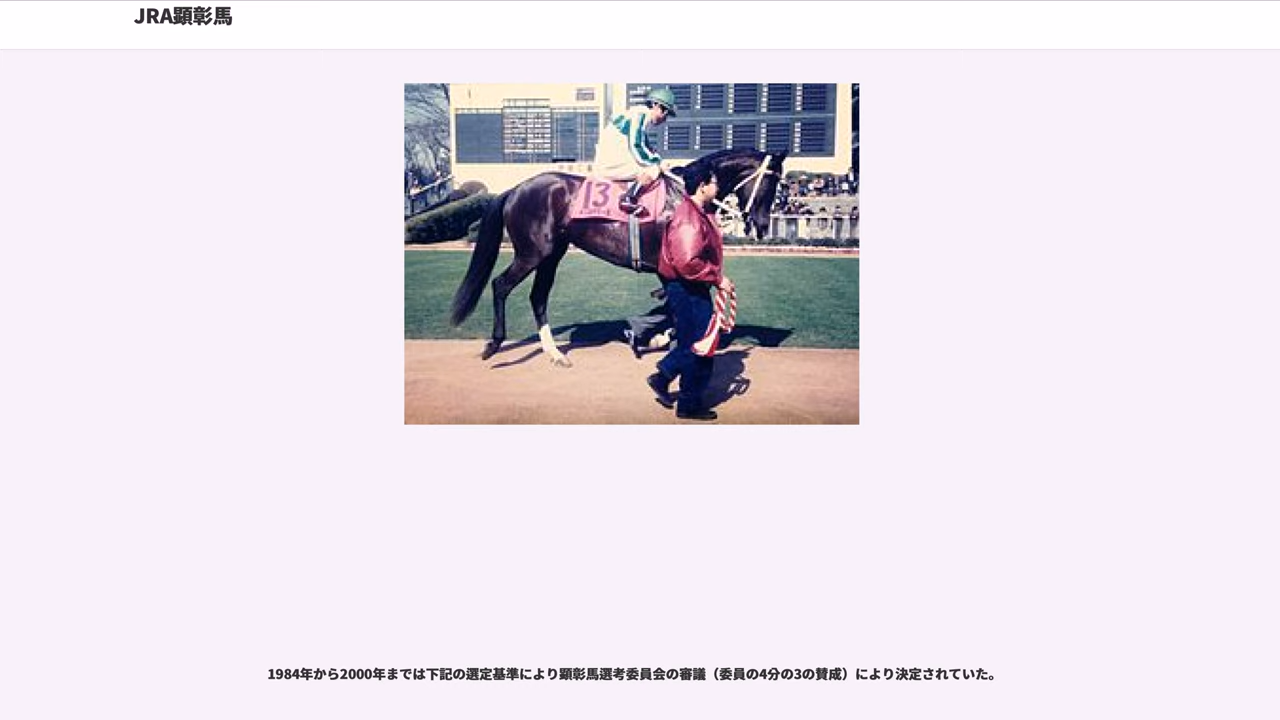 JRA顕彰馬
13
1984年から2000年までは下記の選定基準により顕彰馬選考委員会の審議（委員の4分の3の賛成）により決定されていた。